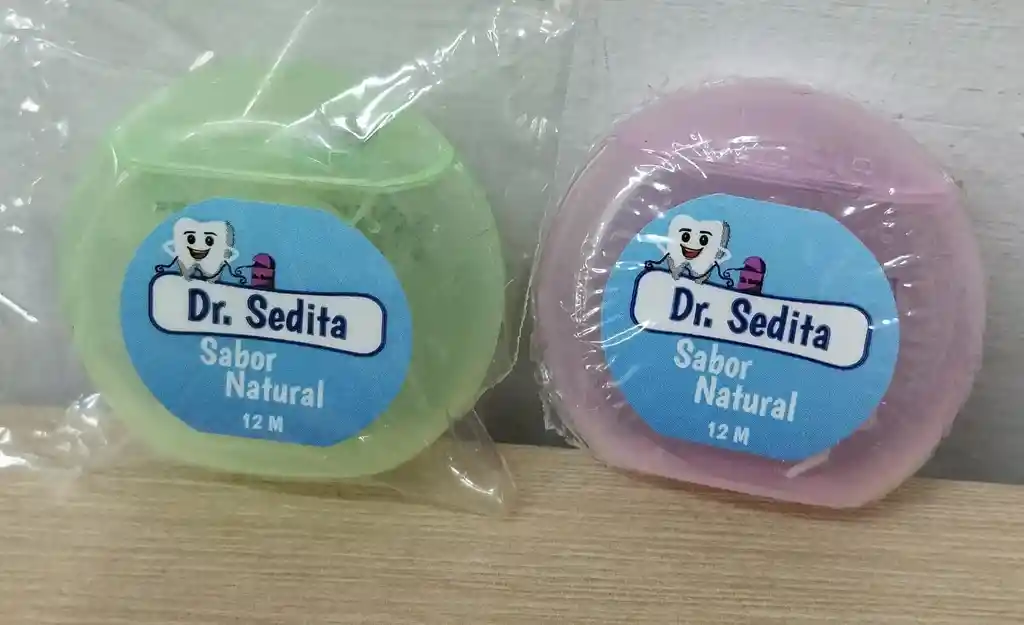 Dr. Sedita
Sabor
Natural
12 M
Dr. Sedita
Sabor
Natural
12 M